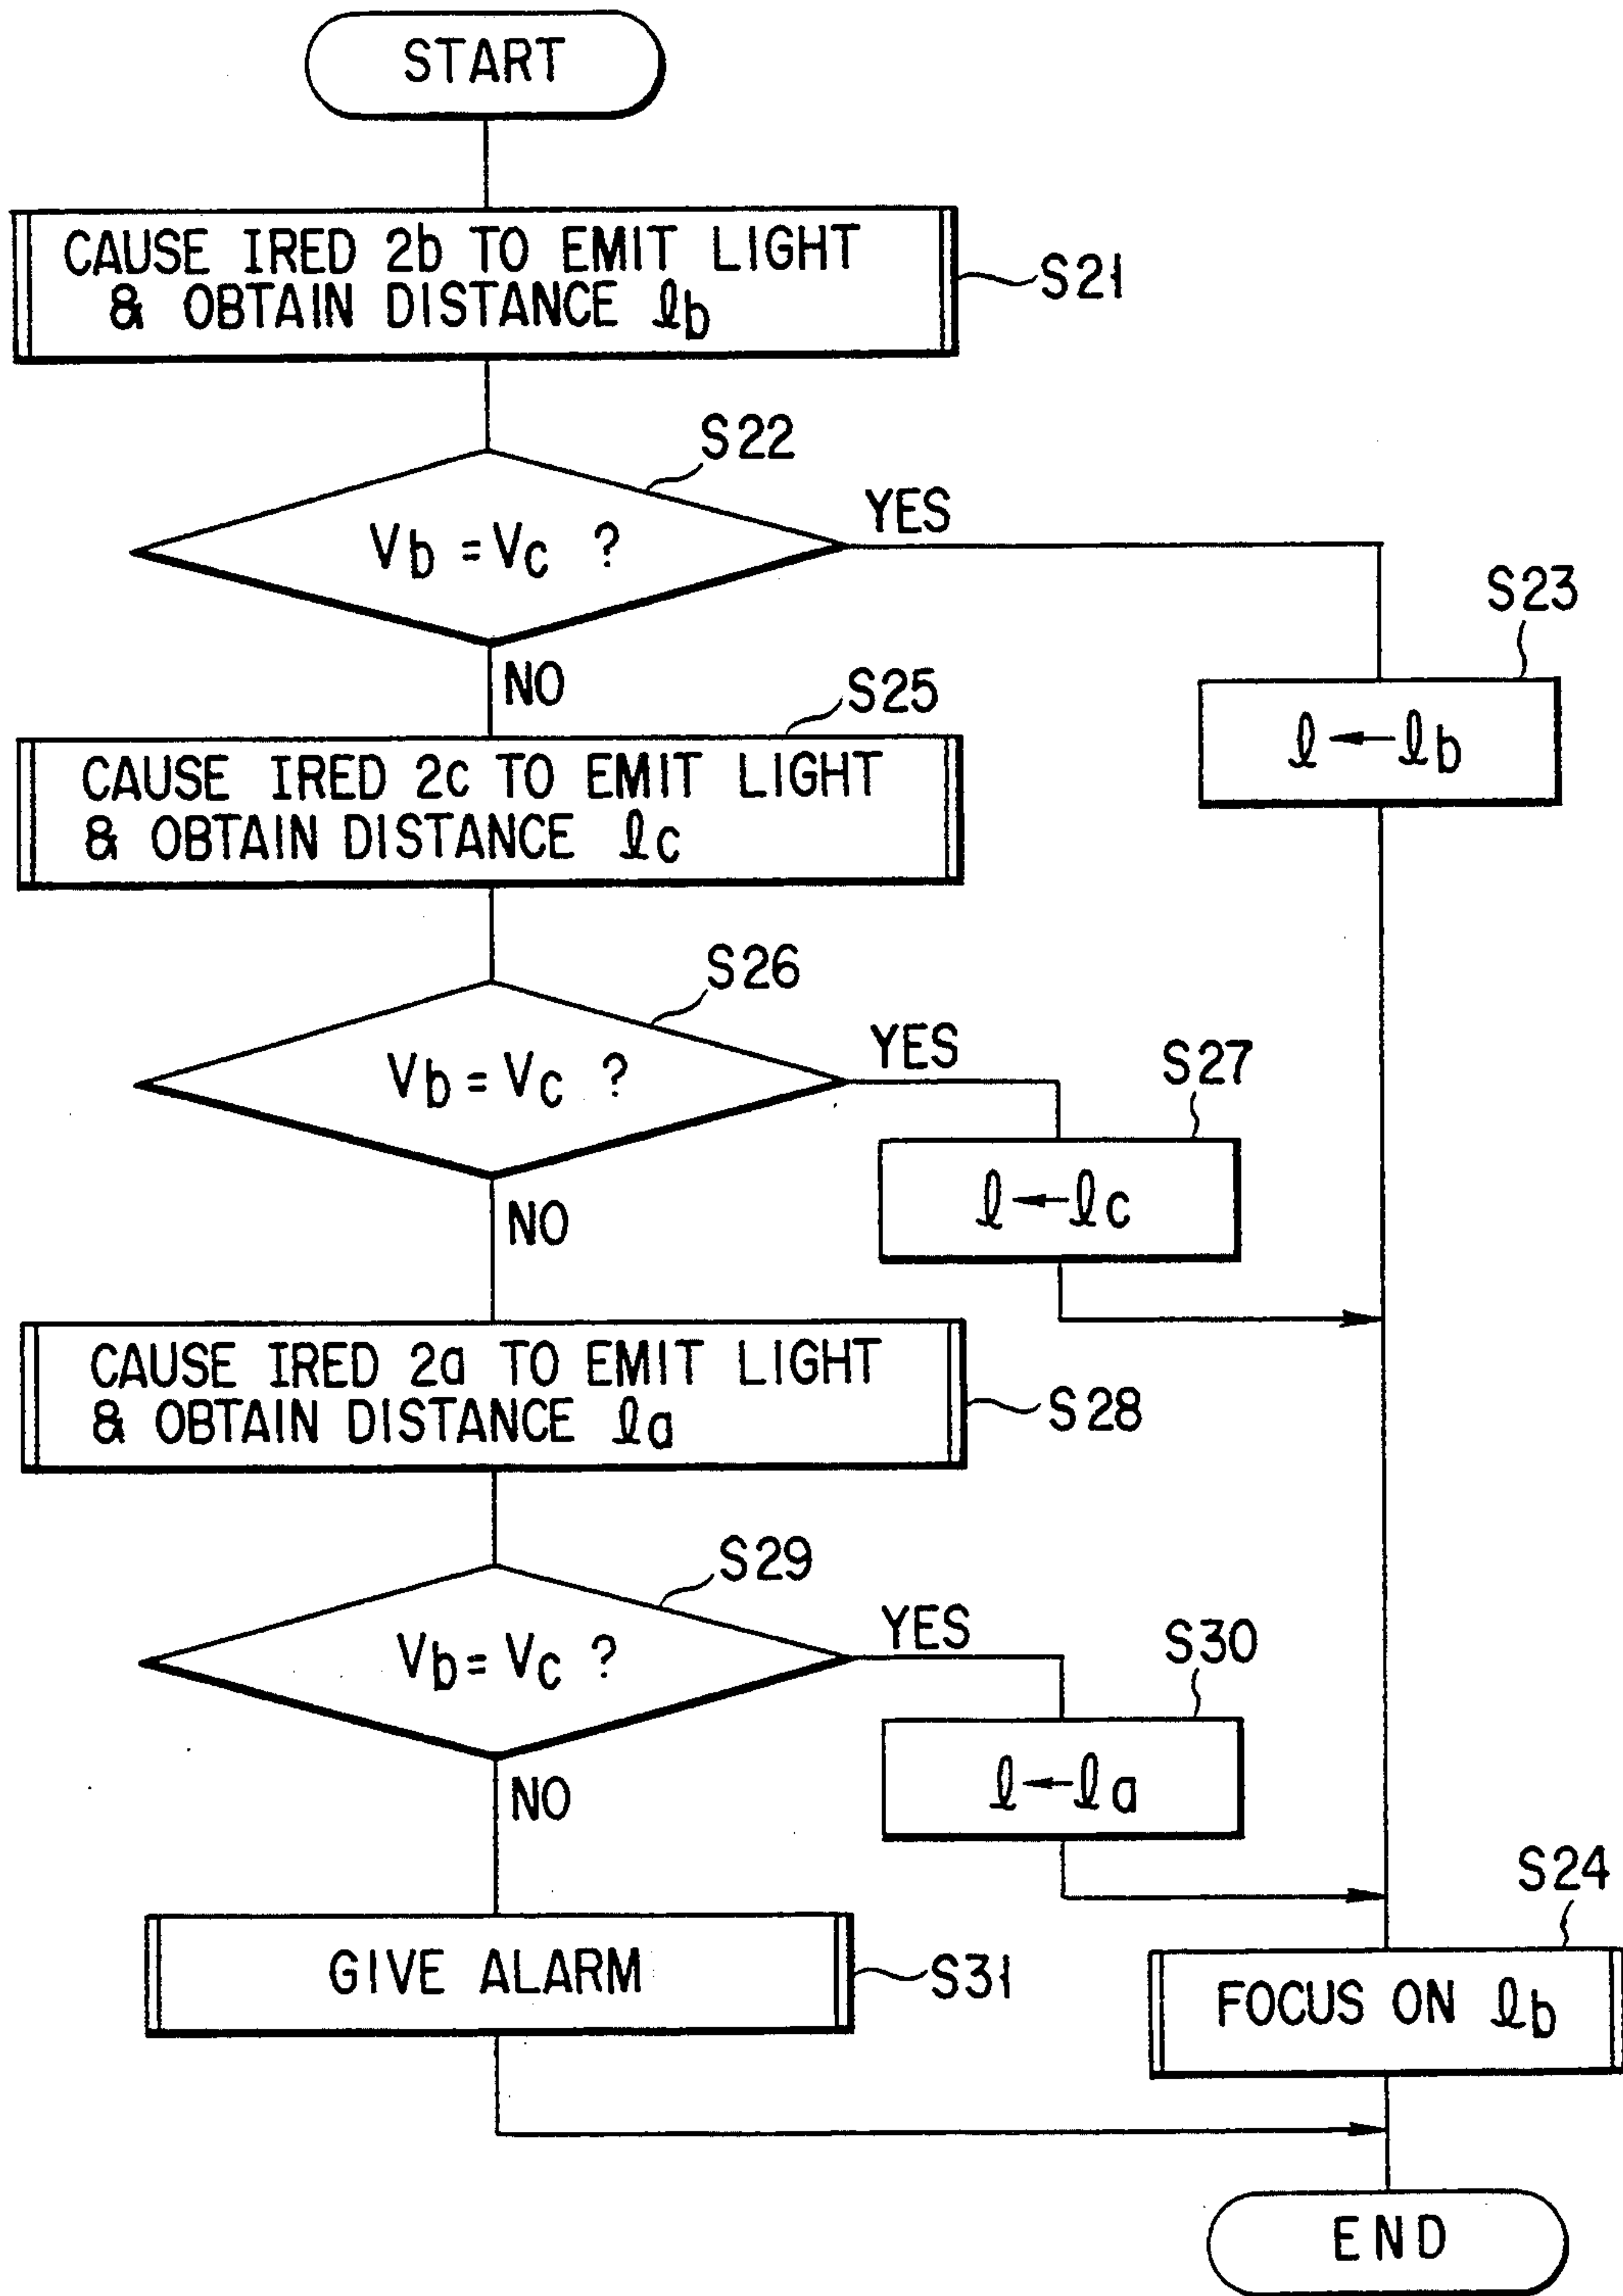 START
CAUSE IRED 2b TO EMIT LIGHT
& OBTAIN DISTANCE ℓb
S21
S22
Vb = Vc ?
YES
NO
S23
ℓ ← ℓb
S25
CAUSE IRED 2c TO EMIT LIGHT
& OBTAIN DISTANCE ℓc
S26
Vb = Vc ?
YES
NO
S27
ℓ ← ℓc
CAUSE IRED 2a TO EMIT LIGHT
& OBTAIN DISTANCE ℓa
S28
S29
Vb = Vc ?
YES
NO
S30
ℓ ← ℓa
GIVE ALARM
S31
S24
FOCUS ON ℓb
END